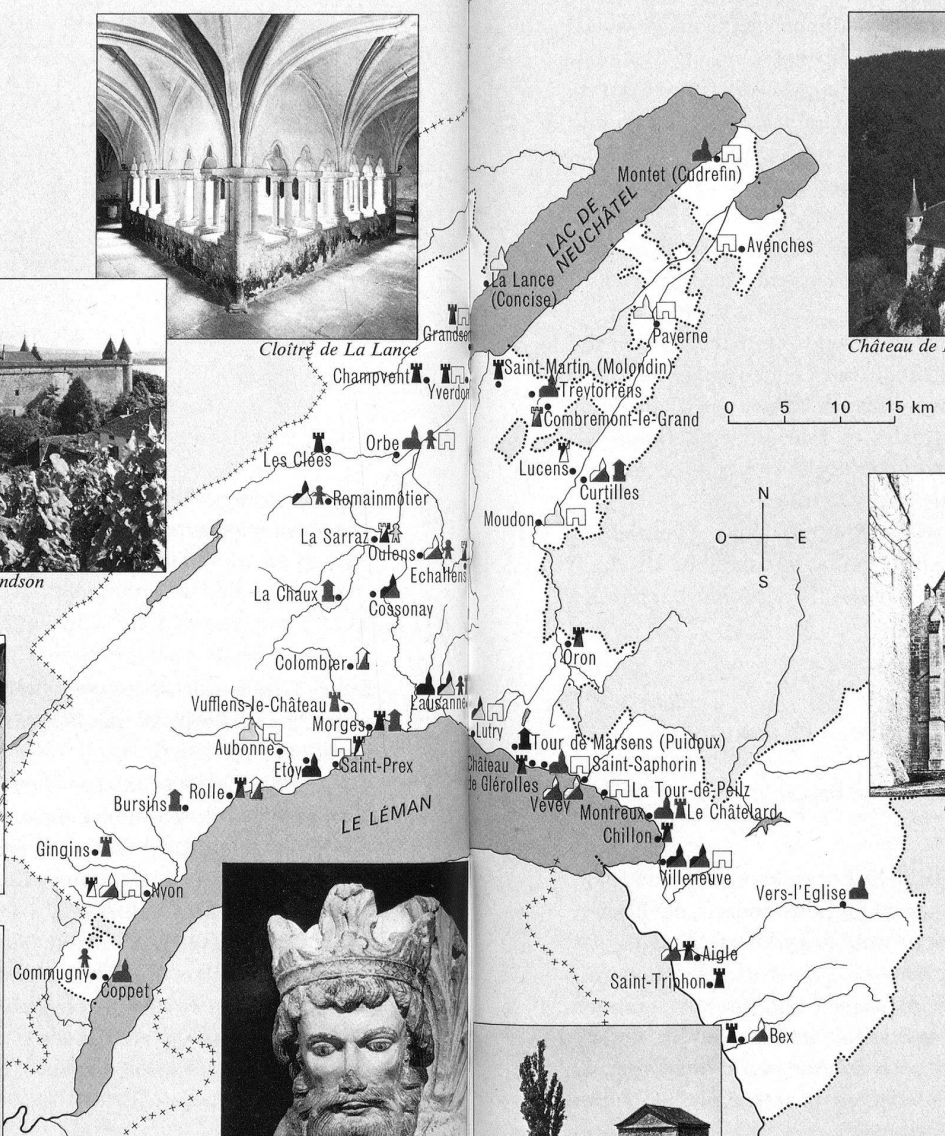 Cloître de La Lance
Château de
ndson
LAC DE
NEUCHÂTEL
Montet (Cudrefin)
Avenches
La Lance
(Concise)
Payerne
Champvent
Saint-Martin (Molondin)
Treytorrens
Combremont-le-Grand
0 5 10 15 km
Les Clées
Orbe
Lucens
Curtilles
Romainmôtier
Moudon
N
O
E
S
La Sarraz
Oulens
Echallens
La Chaux
Cossonay
Colombier
Oron
Vufflens-le-Château
Morges
Lausanne
Lutry
Aubonne
Etoy
Saint-Prex
Tour de Marsens (Puidoux)
Château
de Glérolles
Saint-Saphorin
Vevey
La Tour-de-Peilz
Bursins
Rolle
LE LÉMAN
Montreux
Le Châtelard
Chillon
Gingins
Nyon
Villeneuve
Vers-l'Eglise
Commugny
Coppet
Aigle
Saint-Triphon
Bex